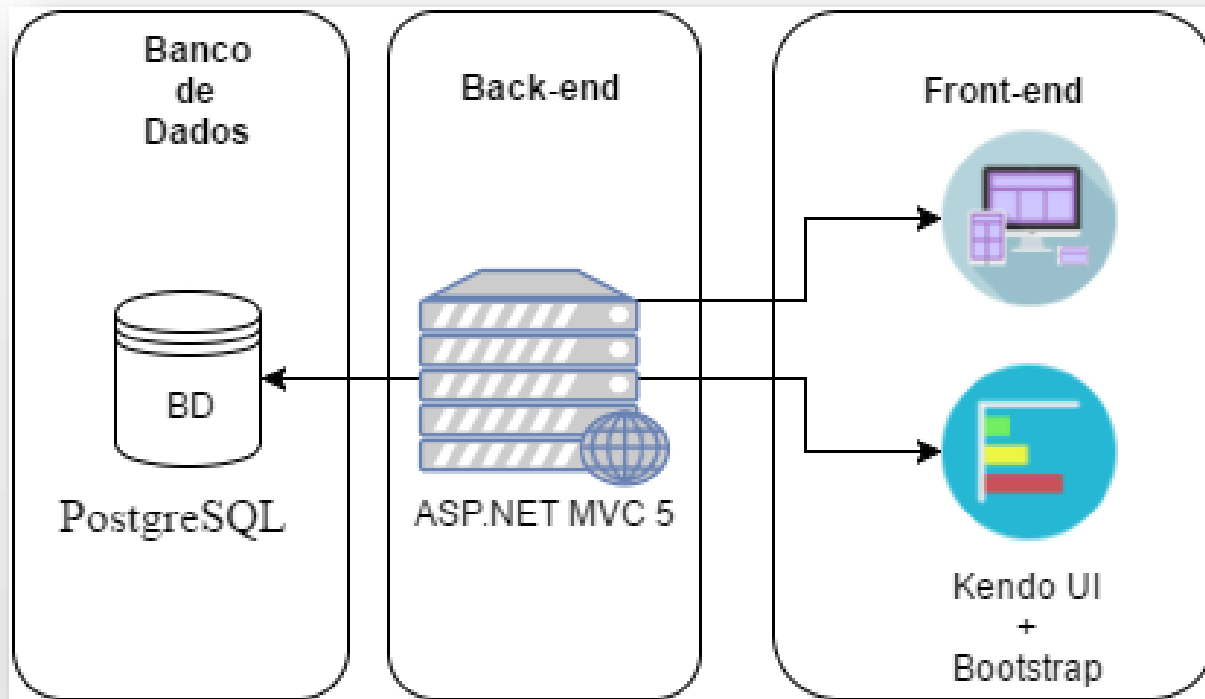 Banco
de
Dados
BD
PostgreSQL
Back-end
ASP.NET MVC 5
Front-end
Kendo UI
+
Bootstrap